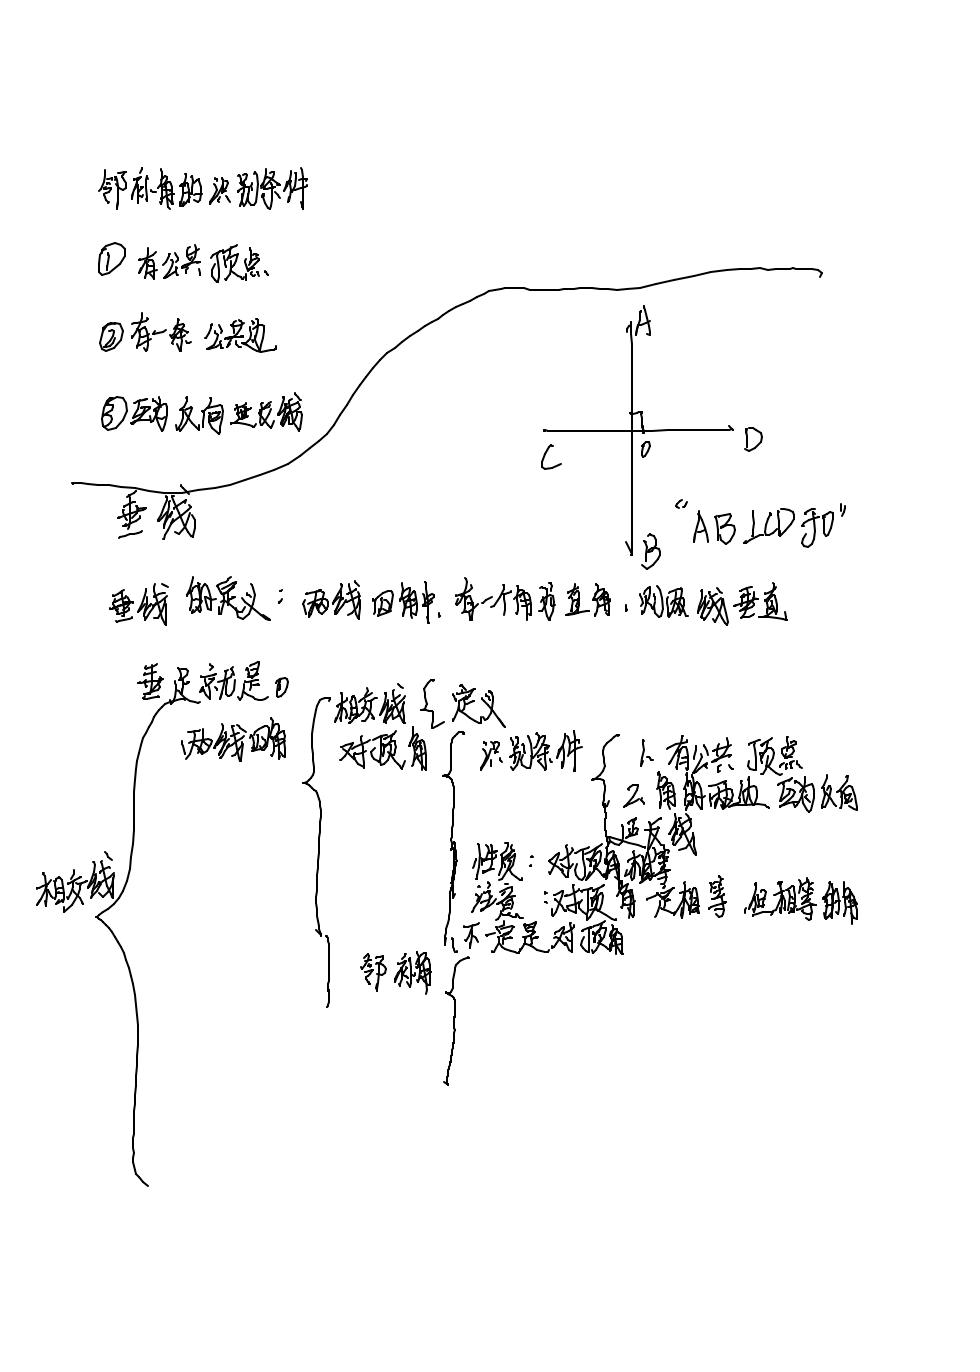 邻补角的识别条件
① 有公共顶点
② 有一条公共边
③ 互为反向延长线
A
C
O
D
B
"AB⊥CD于O"
垂线
垂线的定义：两线四角中，有一个角为直角，则两线垂直
垂足就是O
两线四角
相交线
相交线
定义
对顶角
识别条件
1、有公共顶点
2、角的两边互为反向
延长线
性质：对顶角相等
注意：对顶角一定相等，但相等的角
不一定是对顶角
邻补角